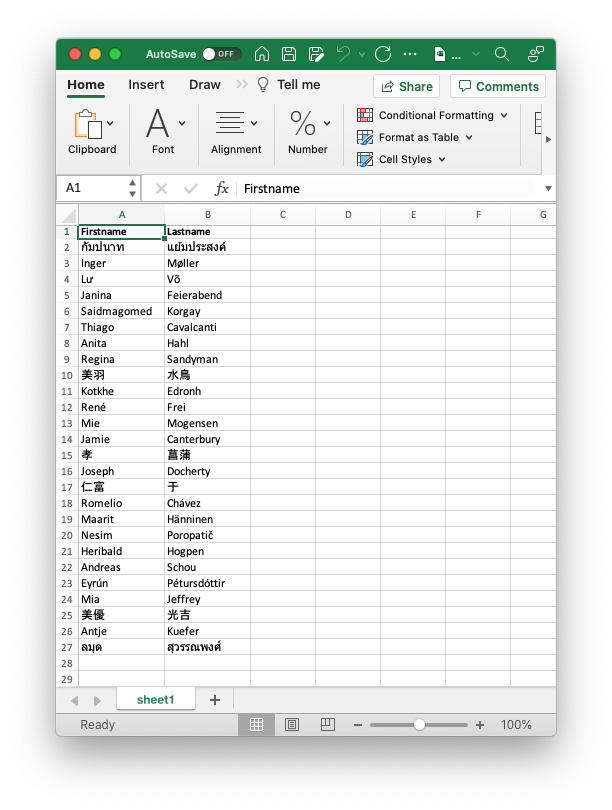 AutoSave OFF ... ...
Home Insert Draw Tell me Share Comments
Clipboard Font Alignment Number
Conditional Formatting
Format as Table
Cell Styles
A1 fx Firstname
A B C D E F G
1 Firstname Lastname
2 กัมปนาท แย้มประสงค์
3 Inger Møller
4 Lư Võ
5 Janina Feierabend
6 Saidmagomed Korgay
7 Thiago Cavalcanti
8 Anita Hahl
9 Regina Sandyman
10 美羽 水鳥
11 Kotkhe Edronh
12 René Frei
13 Mie Mogensen
14 Jamie Canterbury
15 孝 菖蒲
16 Joseph Docherty
17 仁富 于
18 Romelio Chávez
19 Maarit Hänninen
20 Nesim Poropatič
21 Heribald Hogpen
22 Andreas Schou
23 Eyrún Pétursdóttir
24 Mia Jeffrey
25 美優 光吉
26 Antje Kuefer
27 ลมุด สุวรรณพงศ์
28
29
sheet1 +
Ready 100%